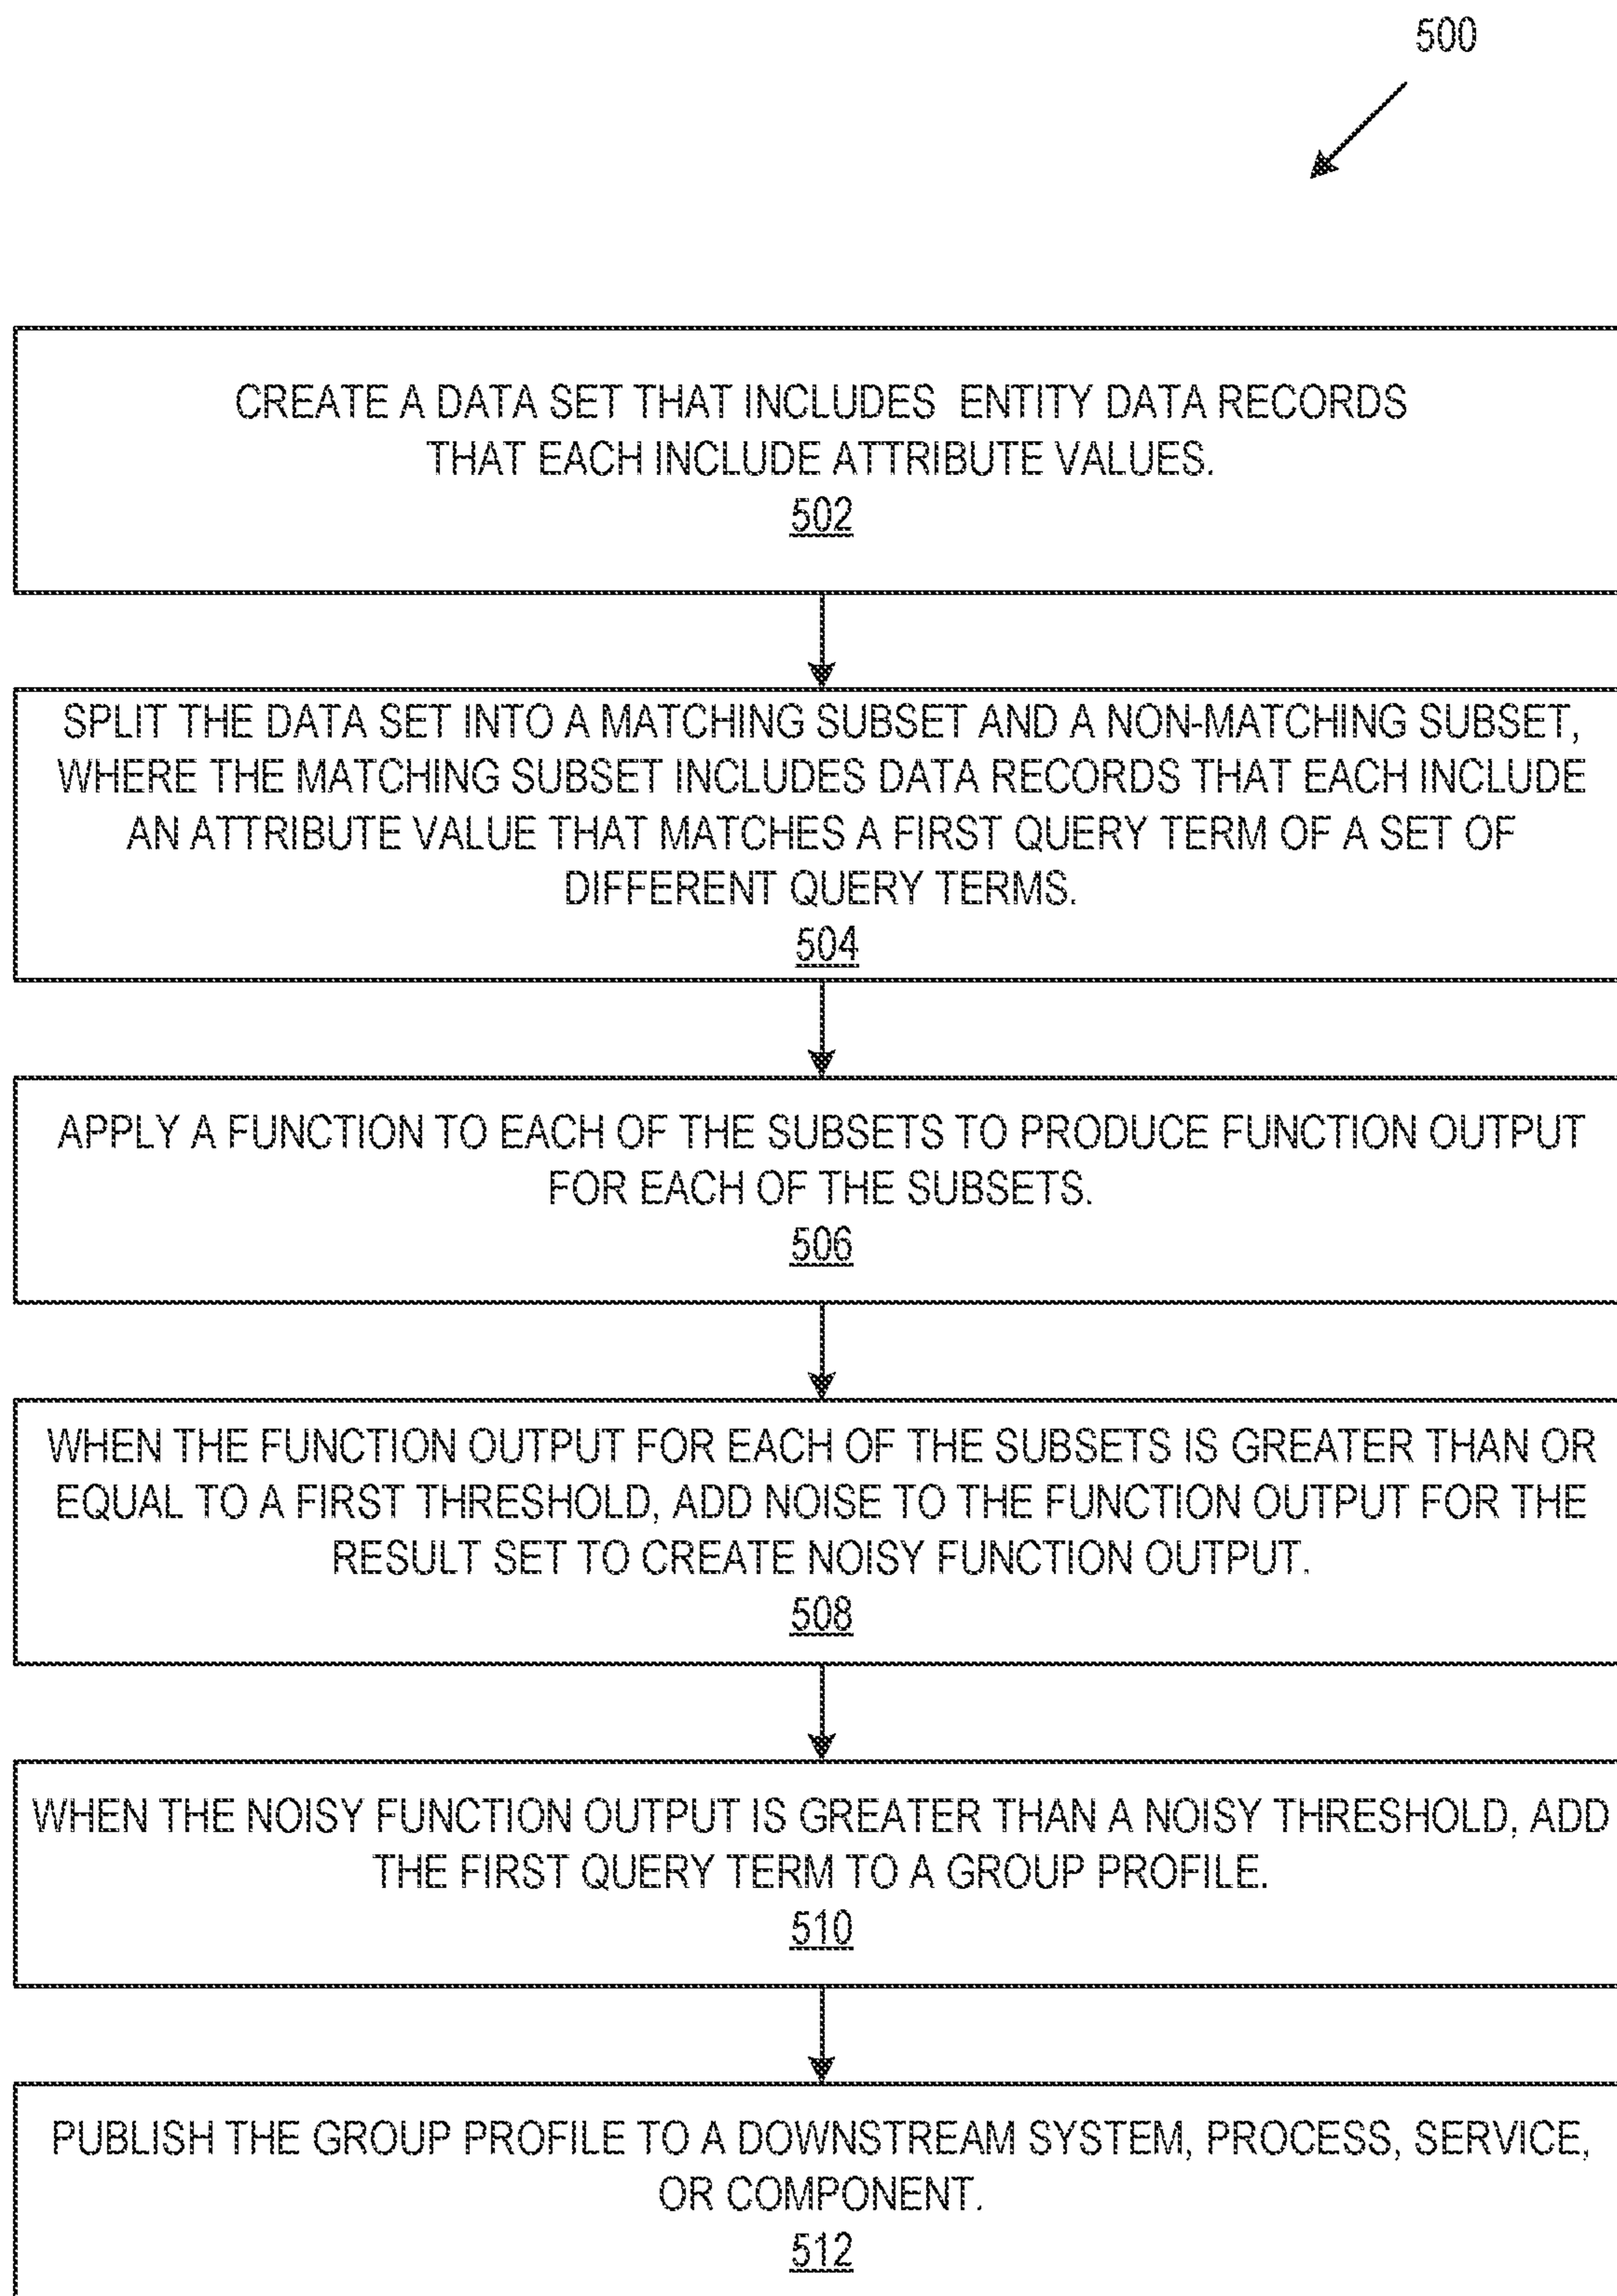 500
CREATE A DATA SET THAT INCLUDES ENTITY DATA RECORDS
THAT EACH INCLUDE ATTRIBUTE VALUES.
502
SPLIT THE DATA SET INTO A MATCHING SUBSET AND A NON-MATCHING SUBSET,
WHERE THE MATCHING SUBSET INCLUDES DATA RECORDS THAT EACH INCLUDE
AN ATTRIBUTE VALUE THAT MATCHES A FIRST QUERY TERM OF A SET OF
DIFFERENT QUERY TERMS.
504
APPLY A FUNCTION TO EACH OF THE SUBSETS TO PRODUCE FUNCTION OUTPUT
FOR EACH OF THE SUBSETS.
506
WHEN THE FUNCTION OUTPUT FOR EACH OF THE SUBSETS IS GREATER THAN OR
EQUAL TO A FIRST THRESHOLD, ADD NOISE TO THE FUNCTION OUTPUT FOR THE
RESULT SET TO CREATE NOISY FUNCTION OUTPUT.
508
WHEN THE NOISY FUNCTION OUTPUT IS GREATER THAN A NOISY THRESHOLD, ADD
THE FIRST QUERY TERM TO A GROUP PROFILE.
510
PUBLISH THE GROUP PROFILE TO A DOWNSTREAM SYSTEM, PROCESS, SERVICE,
OR COMPONENT.
512